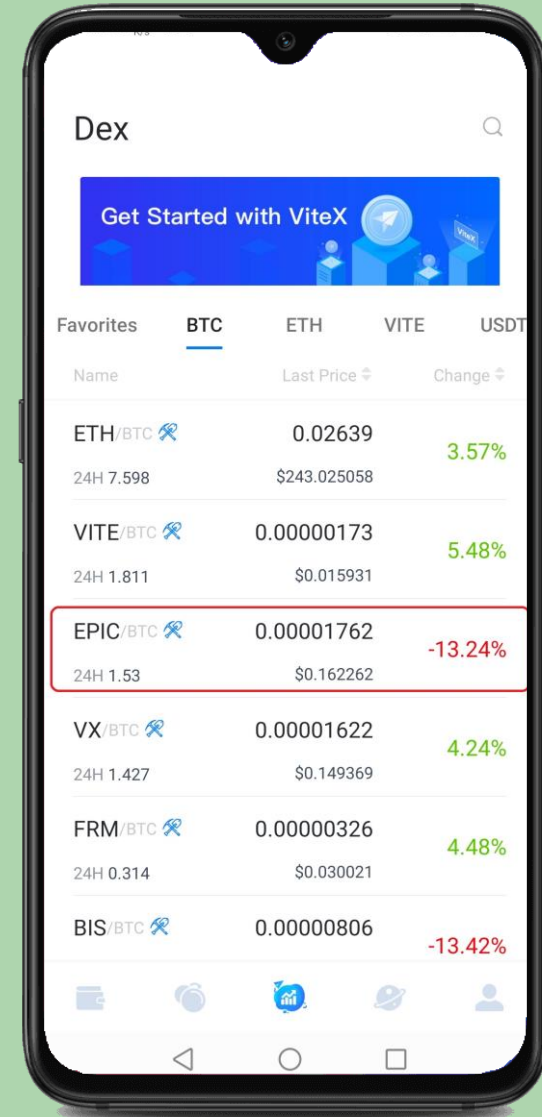 K/s
Dex
Get Started with ViteX
ViteX
Favorites BTC ETH VITE USDT
Name Last Price Change
ETH/BTC 0.02639 3.57%
24H 7.598 $243.025058
VITE/BTC 0.00000173 5.48%
24H 1.811 $0.015931
EPIC/BTC 0.00001762 -13.24%
24H 1.53 $0.162262
VX/BTC 0.00001622 4.24%
24H 1.427 $0.149369
FRM/BTC 0.00000326 4.48%
24H 0.314 $0.030021
BIS/BTC 0.00000806 -13.42%